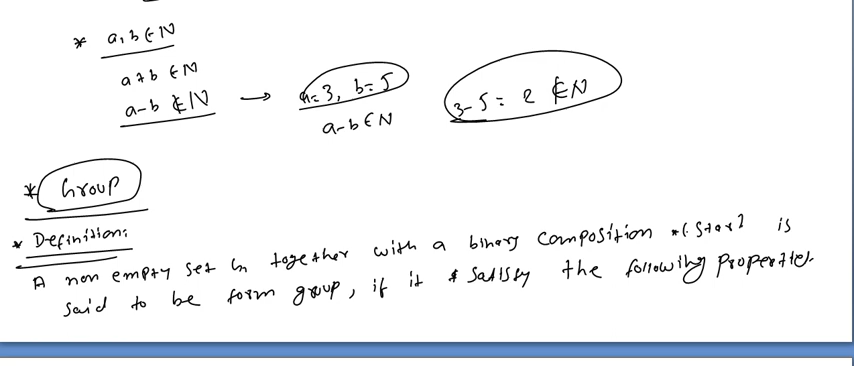 * a, b ∈ N
a+b ∈ N
a-b ∉ N → a=3, b=5 3-5 = 2 ∉ N
a-b ∈ N
* Group
* Definition:
A non empty set G together with a binary composition *(Star) is
said to be form group, if it satisfy the following properties